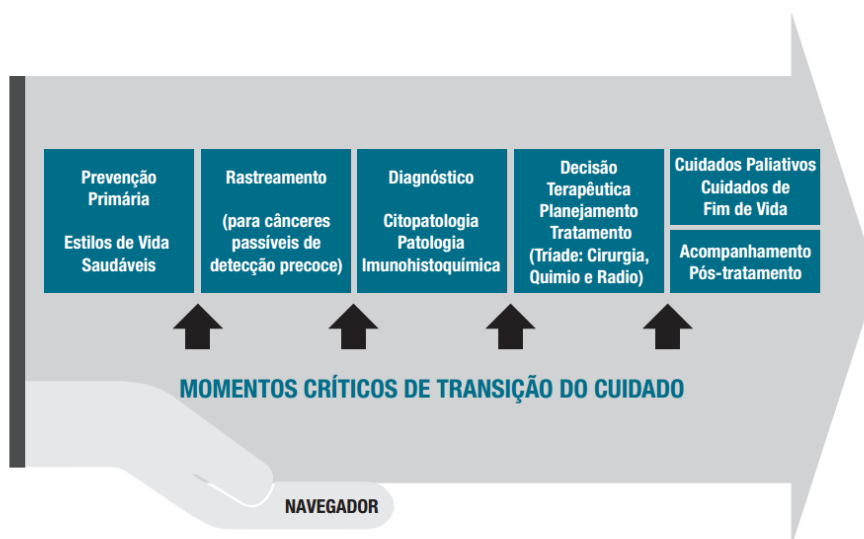 Prevenção
Primária
Estilos de Vida
Saudáveis
Rastreamento
(para cânceres
passíveis de
detecção precoce)
Diagnóstico
Citopatologia
Patologia
Imunohistoquímica
Decisão
Terapêutica
Planejamento
Tratamento
(Tríade: Cirurgia,
Quimio e Radio)
Cuidados Paliativos
Cuidados de
Fim de Vida
Acompanhamento
Pós-tratamento
MOMENTOS CRÍTICOS DE TRANSIÇÃO DO CUIDADO
NAVEGADOR